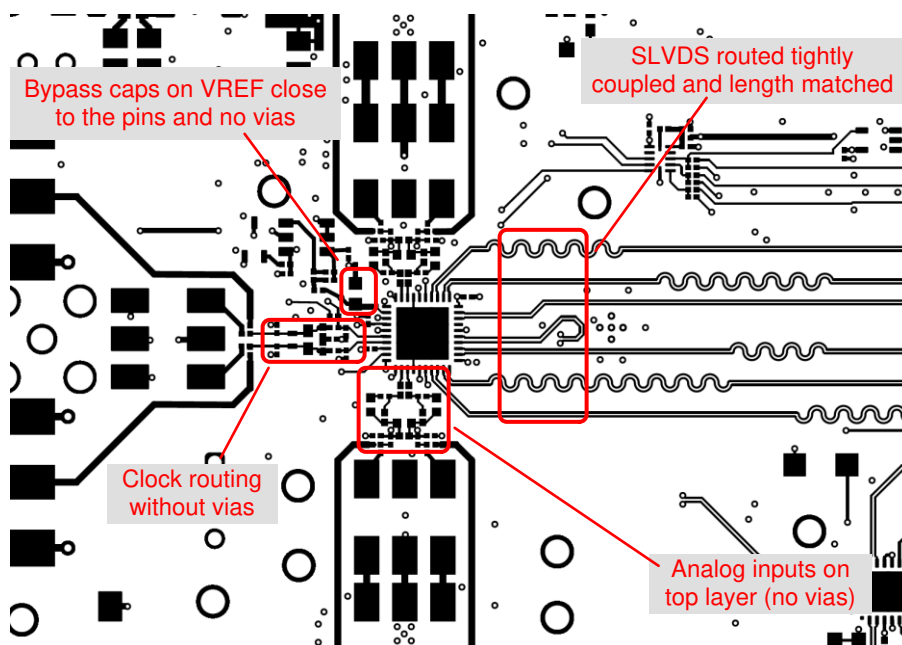 Bypass caps on VREF close
to the pins and no vias
SLVDS routed tightly
coupled and length matched
Clock routing
without vias
Analog inputs on
top layer (no vias)